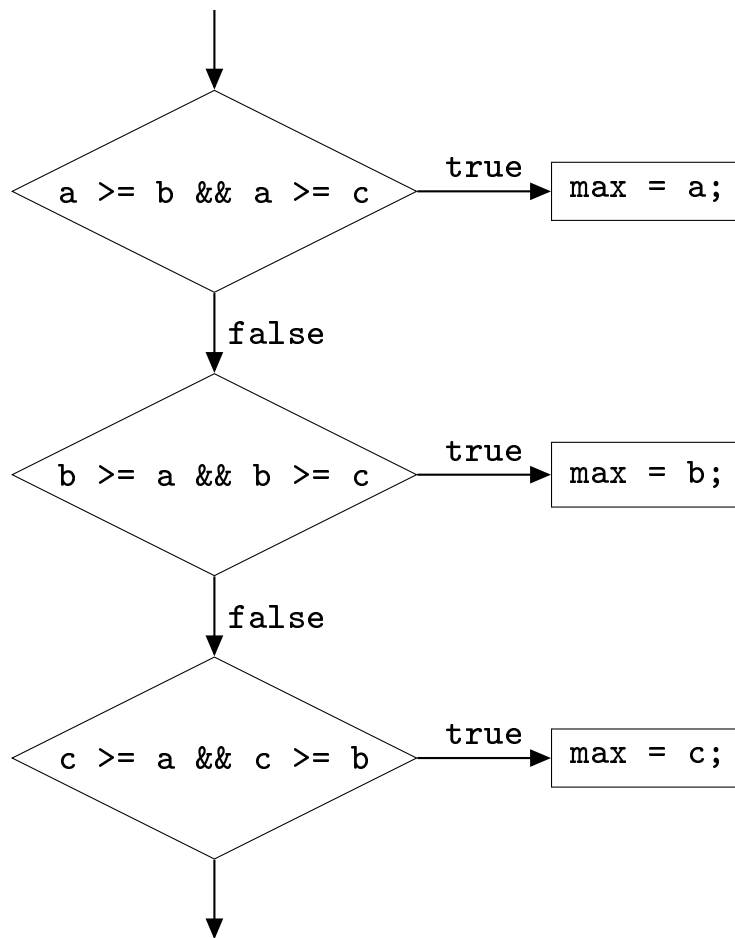 a >= b && a >= c
true
max = a;
false
b >= a && b >= c
true
max = b;
false
c >= a && c >= b
true
max = c;